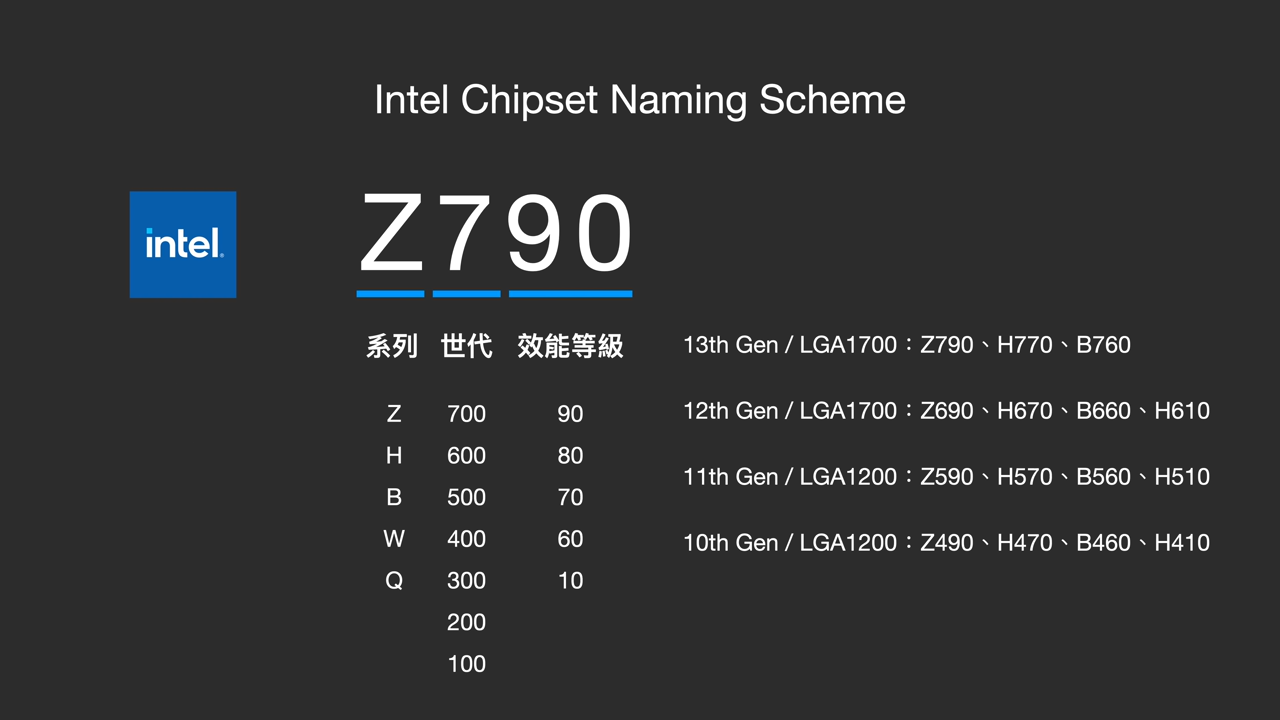 Intel Chipset Naming Scheme
intel.
Z790
系列 世代 效能等級
Z 700 90
H 600 80
B 500 70
W 400 60
Q 300 10
200
100
13th Gen / LGA1700：Z790、H770、B760
12th Gen / LGA1700：Z690、H670、B660、H610
11th Gen / LGA1200：Z590、H570、B560、H510
10th Gen / LGA1200：Z490、H470、B460、H410